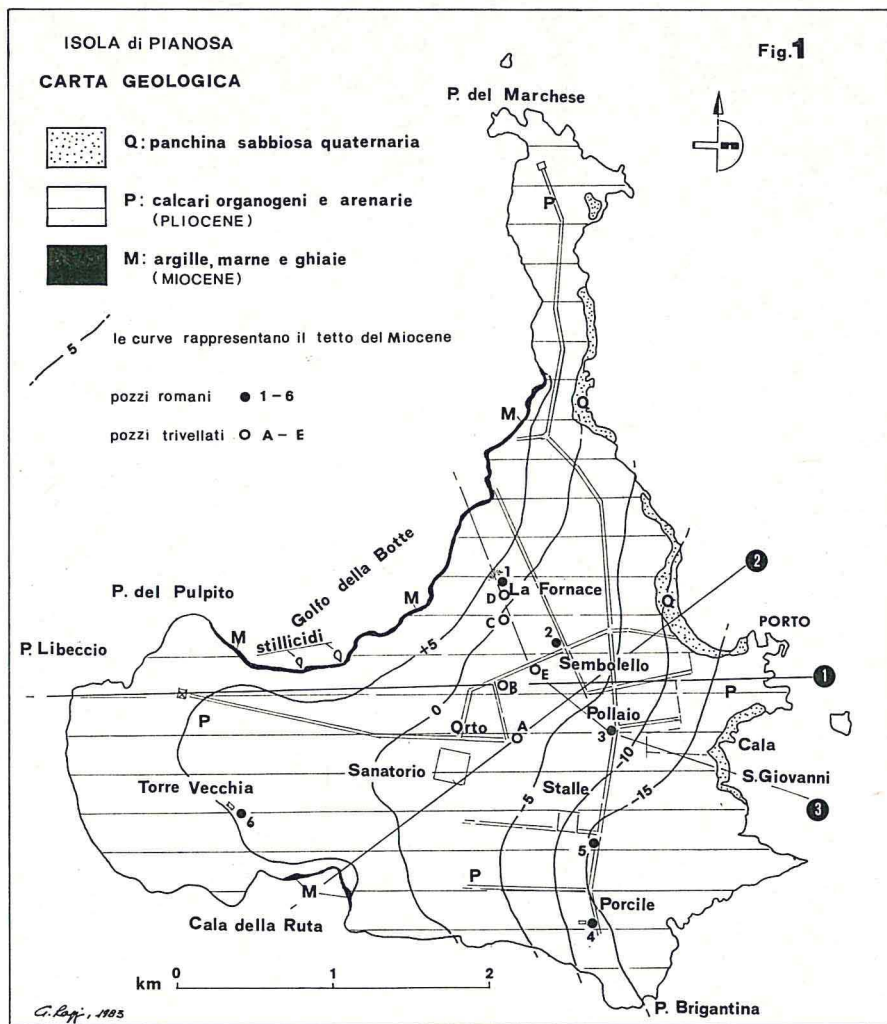 ISOLA di PIANOSA
CARTA GEOLOGICA
Fig.1
Q: panchina sabbiosa quaternaria
P: calcari organogeni e arenarie
(PLIOCENE)
M: argille, marne e ghiaie
(MIOCENE)
5
le curve rappresentano il tetto del Miocene
pozzi romani 1-6
pozzi trivellati A-E
P. del Marchese
P
Q
M
1
D
La Fornace
C
2
Q
2
Golfo della Botte
P. del Pulpito
M
M
stillicidi
P. Libeccio
+5
PORTO
Sembolello
E
B
1
0
P
P
Pollaio
Orto
A
3
Cala
S.Giovanni
Sanatorio
-10
Stalle
-5
-15
Torre Vecchia
6
3
5
P
M
Cala della Ruta
Porcile
4
km 0 1 2
P. Brigantina
1983